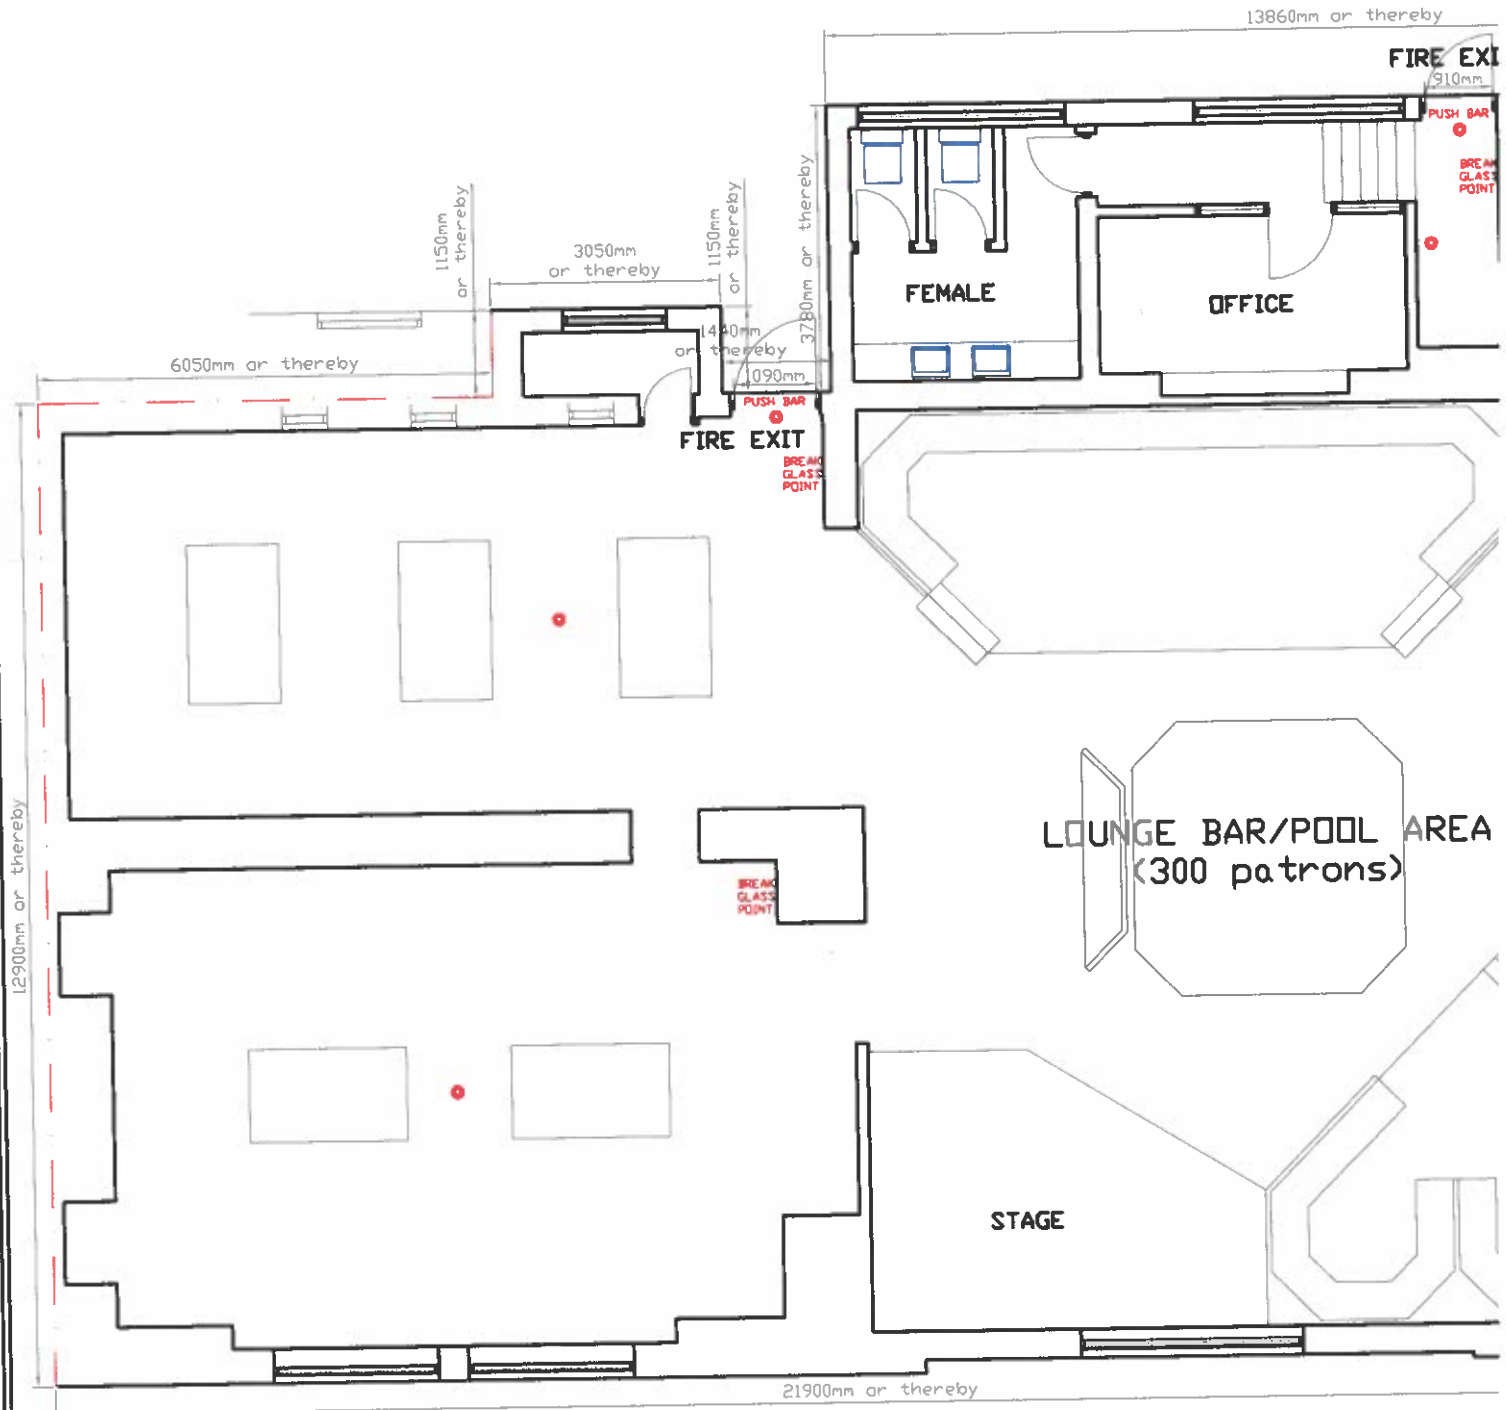 13860mm or thereby
FIRE EXI
910mm
PUSH BAR
BREAK
GLASS
POINT
1150mm
or thereby
3050mm
or thereby
1150mm
or thereby
3780mm or thereby
FEMALE
OFFICE
1440mm
or thereby
6050mm or thereby
1090mm
PUSH BAR
FIRE EXIT
BREAK
GLASS
POINT
12900mm or thereby
LOUNGE BAR/POOL AREA
(300 patrons)
BREAK
GLASS
POINT
STAGE
21900mm or thereby